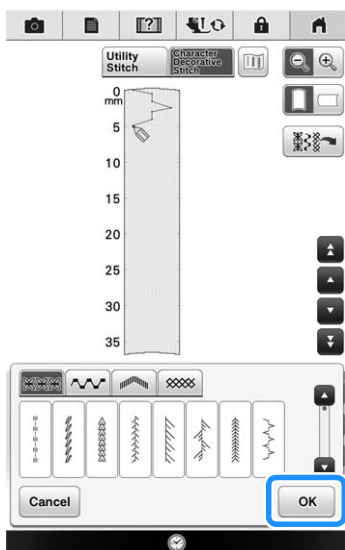 Utility
Stitch
Character
Decorative
Stitch
0
mm
5
10
15
20
25
30
35
Cancel
OK